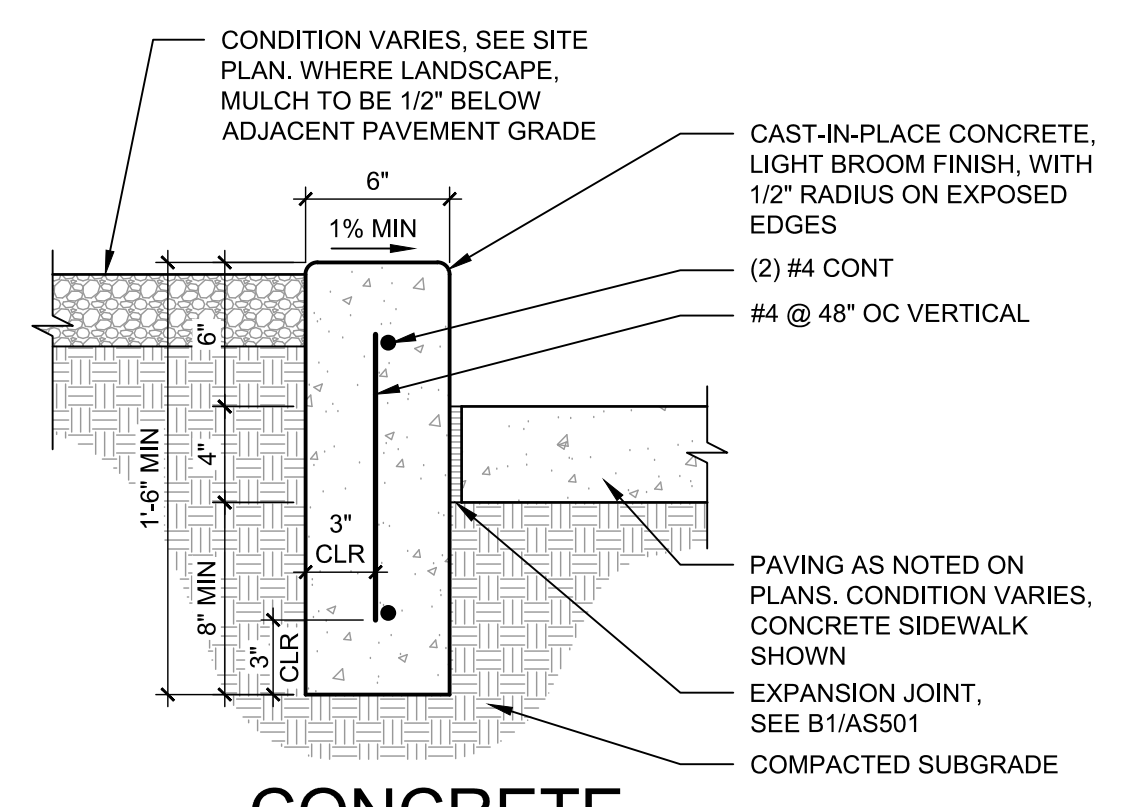 CONDITION VARIES, SEE SITE
PLAN. WHERE LANDSCAPE,
MULCH TO BE 1/2" BELOW
ADJACENT PAVEMENT GRADE
CAST-IN-PLACE CONCRETE,
LIGHT BROOM FINISH, WITH
1/2" RADIUS ON EXPOSED
EDGES
6"
1% MIN
(2) #4 CONT
#4 @ 48" OC VERTICAL
6"
4"
1'-6" MIN
8" MIN
3"
CLR
3"
CLR
PAVING AS NOTED ON
PLANS. CONDITION VARIES,
CONCRETE SIDEWALK
SHOWN
EXPANSION JOINT,
SEE B1/AS501
COMPACTED SUBGRADE
CONCRETE